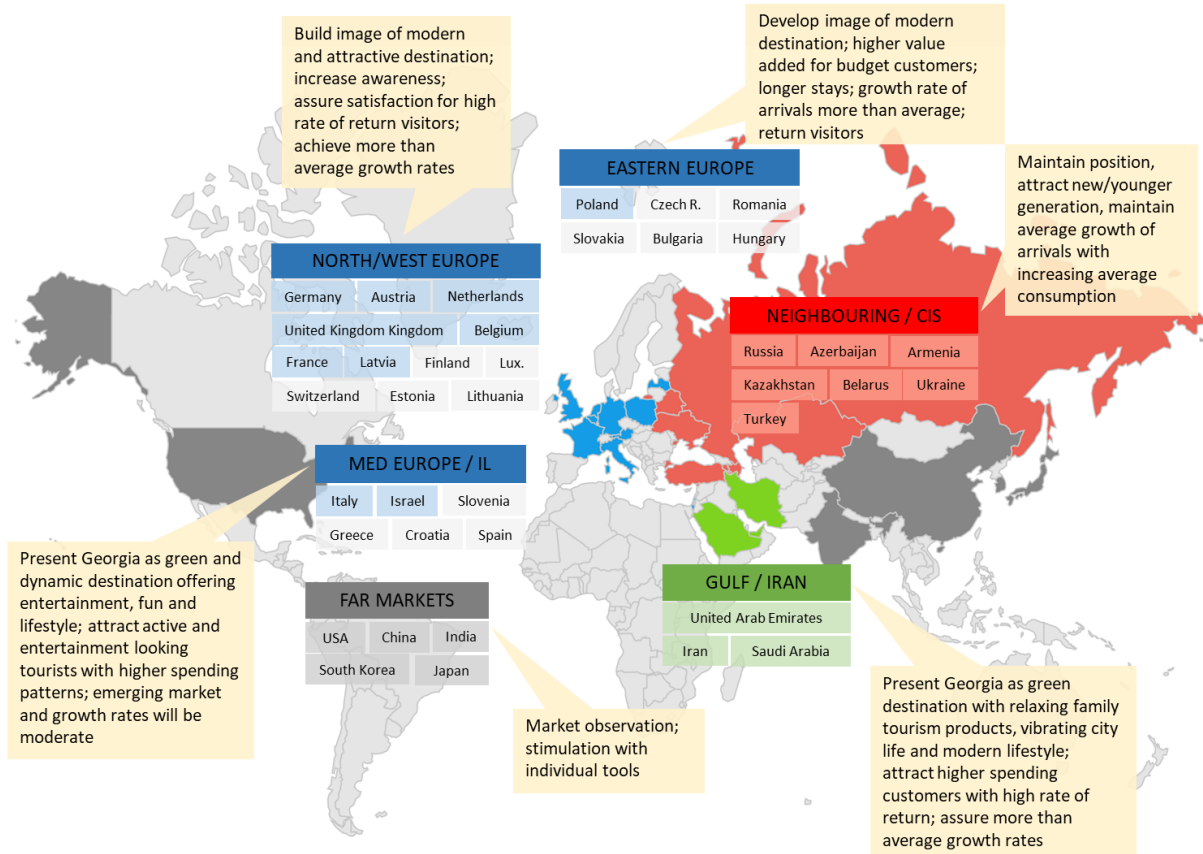 Build image of modern
and attractive destination;
increase awareness;
assure satisfaction for high
rate of return visitors;
achieve more than
average growth rates
Develop image of modern
destination; higher value
added for budget customers;
longer stays; growth rate of
arrivals more than average;
return visitors
Maintain position,
attract new/younger
generation, maintain
average growth of
arrivals with
increasing average
consumption
EASTERN EUROPE
Poland Czech R. Romania
Slovakia Bulgaria Hungary
NORTH/WEST EUROPE
Germany Austria Netherlands
United Kingdom Kingdom Belgium
France Latvia Finland Lux.
Switzerland Estonia Lithuania
NEIGHBOURING / CIS
Russia Azerbaijan Armenia
Kazakhstan Belarus Ukraine
Turkey
MED EUROPE / IL
Italy Israel Slovenia
Greece Croatia Spain
Present Georgia as green and
dynamic destination offering
entertainment, fun and
lifestyle; attract active and
entertainment looking
tourists with higher spending
patterns; emerging market
and growth rates will be
moderate
FAR MARKETS
USA China India
South Korea Japan
Market observation;
stimulation with
individual tools
GULF / IRAN
United Arab Emirates
Iran Saudi Arabia
Present Georgia as green
destination with relaxing family
tourism products, vibrating city
life and modern lifestyle;
attract higher spending
customers with high rate of
return; assure more than
average growth rates